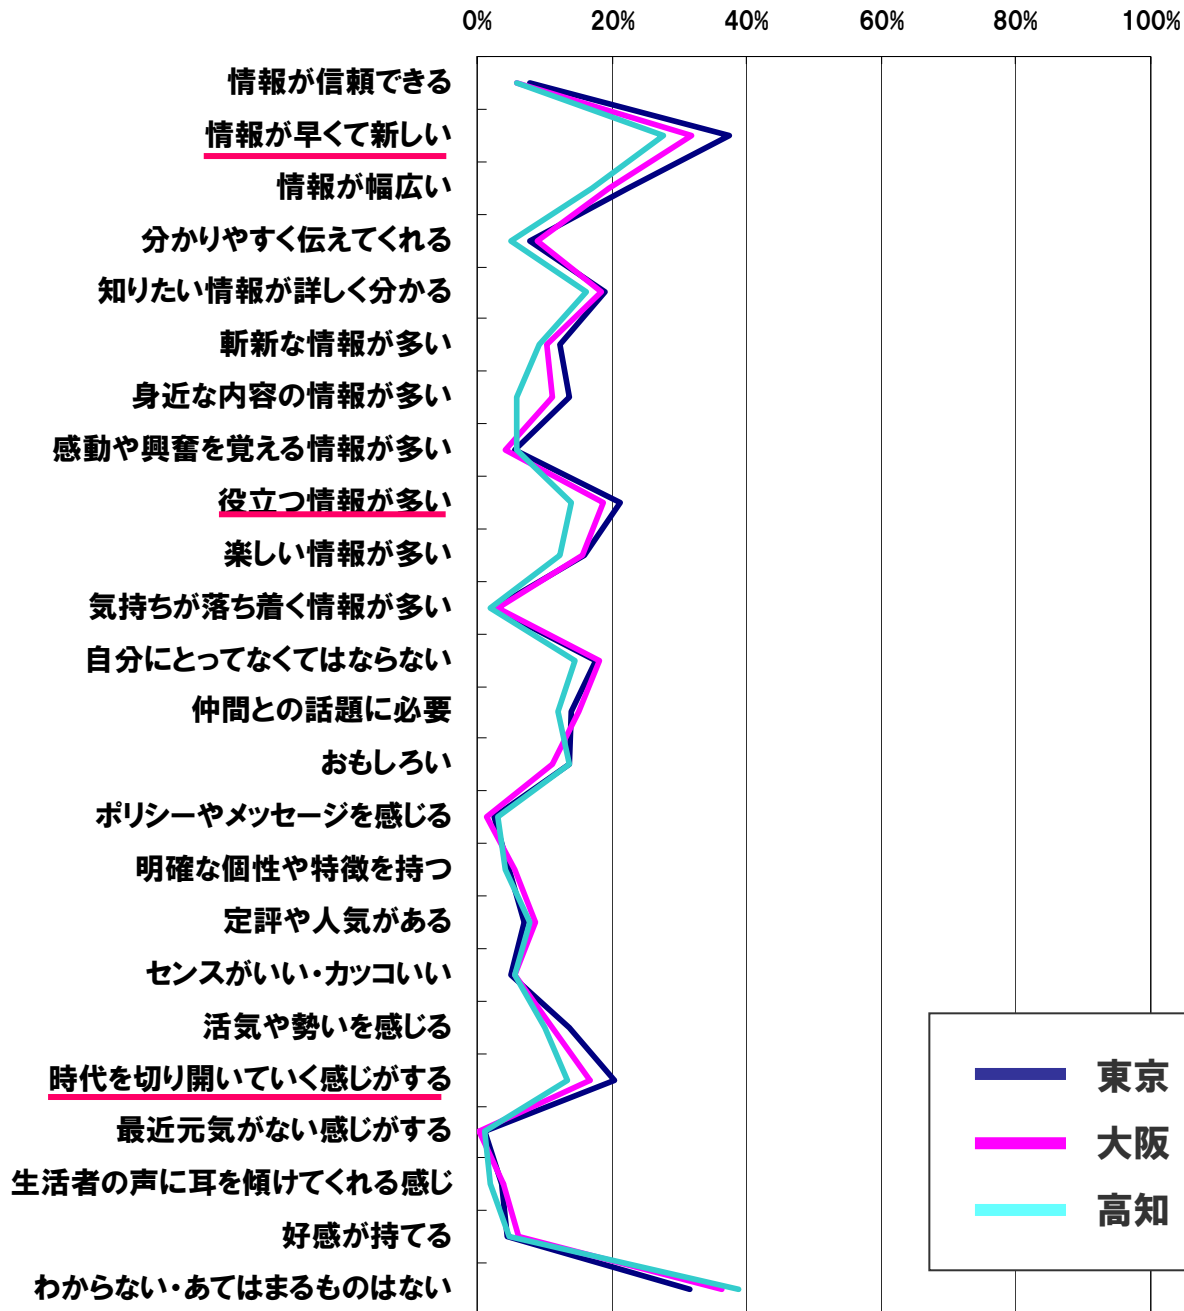 0% 20% 40% 60% 80% 100%
情報が信頼できる
情報が早くて新しい
情報が幅広い
分かりやすく伝えてくれる
知りたい情報が詳しく分かる
斬新な情報が多い
身近な内容の情報が多い
感動や興奮を覚える情報が多い
役立つ情報が多い
楽しい情報が多い
気持ちが落ち着く情報が多い
自分にとってなくてはならない
仲間との話題に必要
おもしろい
ポリシーやメッセージを感じる
明確な個性や特徴を持つ
定評や人気がある
センスがいい・カッコいい
活気や勢いを感じる
時代を切り開いていく感じがする
最近元気がない感じがする
生活者の声に耳を傾けてくれる感じ
好感が持てる
わからない・あてはまるものはない
東京
大阪
高知